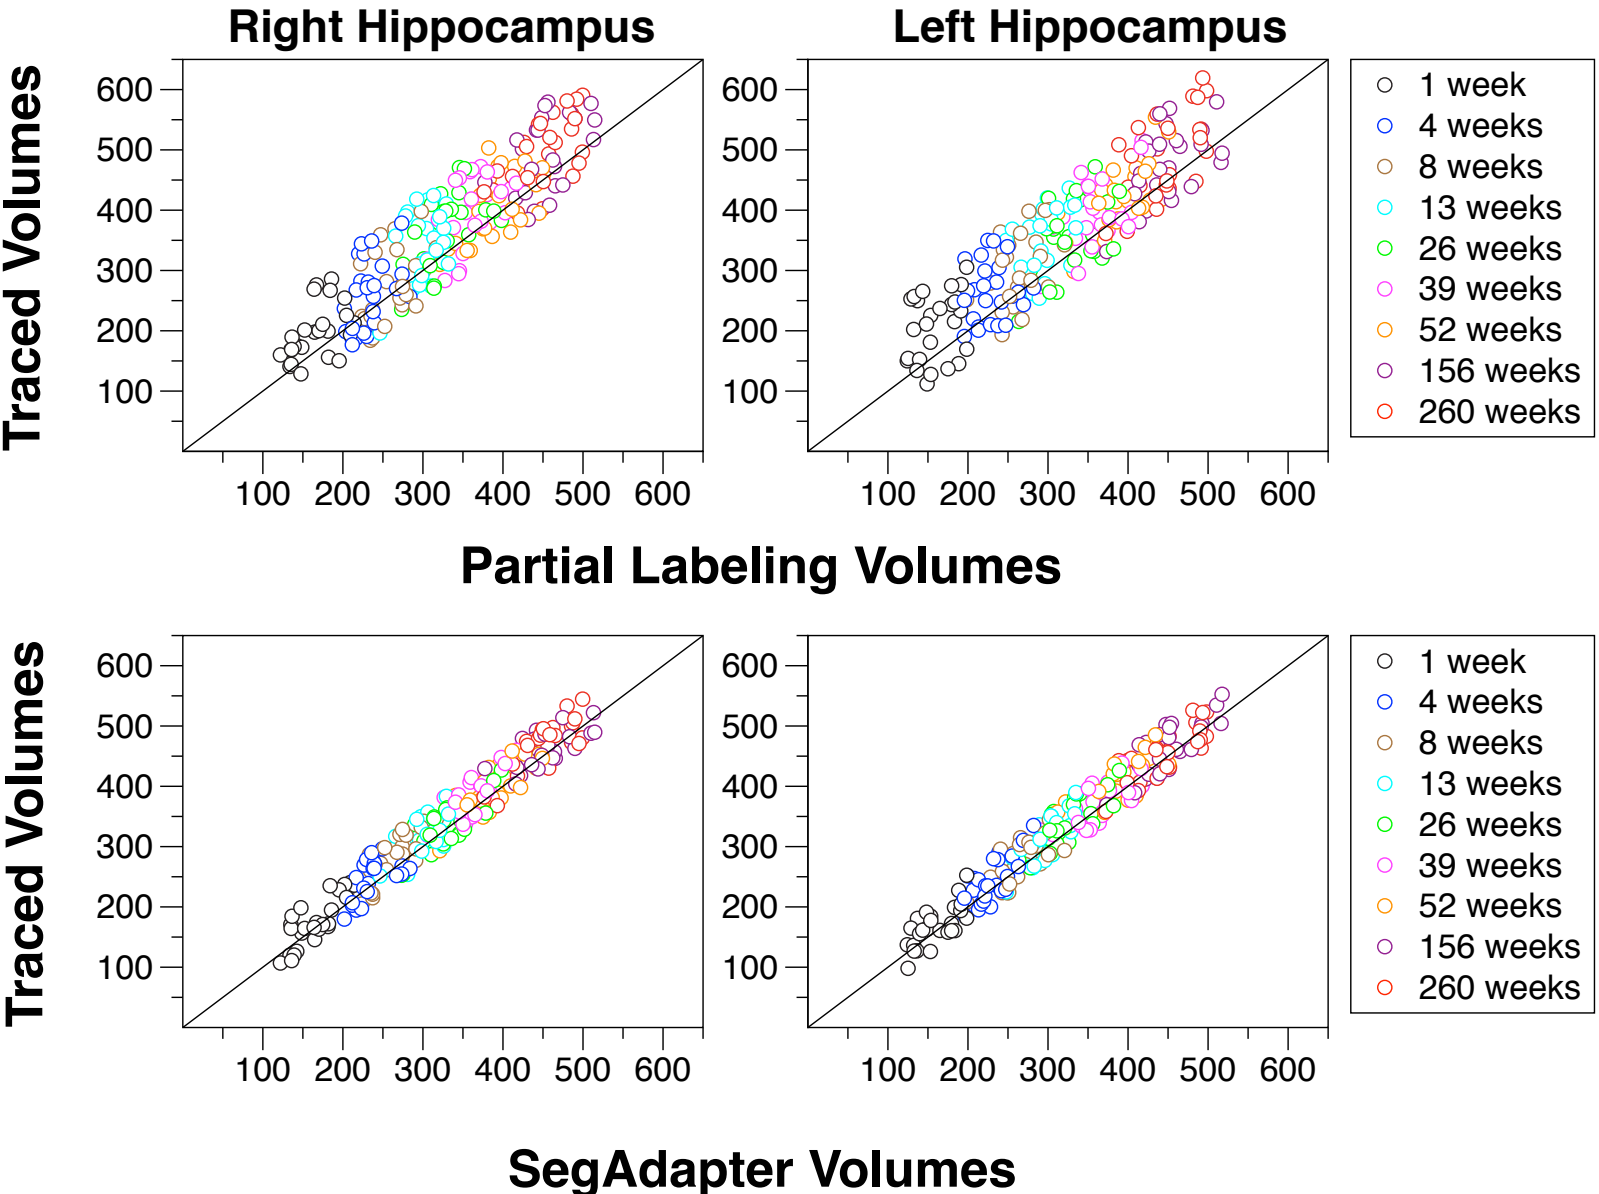 Right Hippocampus
Left Hippocampus
Traced Volumes
600
500
400
300
200
100
100 200 300 400 500 600
600
500
400
300
200
100
100 200 300 400 500 600
1 week
4 weeks
8 weeks
13 weeks
26 weeks
39 weeks
52 weeks
156 weeks
260 weeks
Partial Labeling Volumes
Traced Volumes
600
500
400
300
200
100
100 200 300 400 500 600
600
500
400
300
200
100
100 200 300 400 500 600
1 week
4 weeks
8 weeks
13 weeks
26 weeks
39 weeks
52 weeks
156 weeks
260 weeks
SegAdapter Volumes